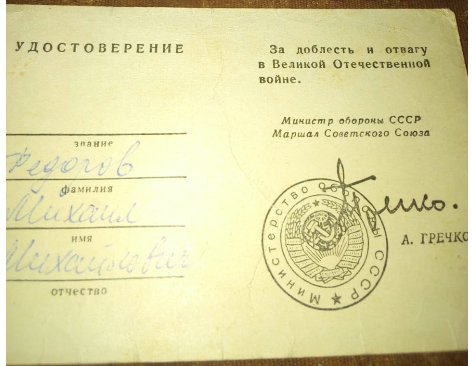 УДОСТОВЕРЕНИЕ
звание
Федотов
фамилия
Михаил
имя
Михайлович
отчество
За доблесть и отвагу
в Великой Отечественной
войне.
Министр обороны СССР
Маршал Советского Союза
Министерство Обороны СССР
А. ГРЕЧКО